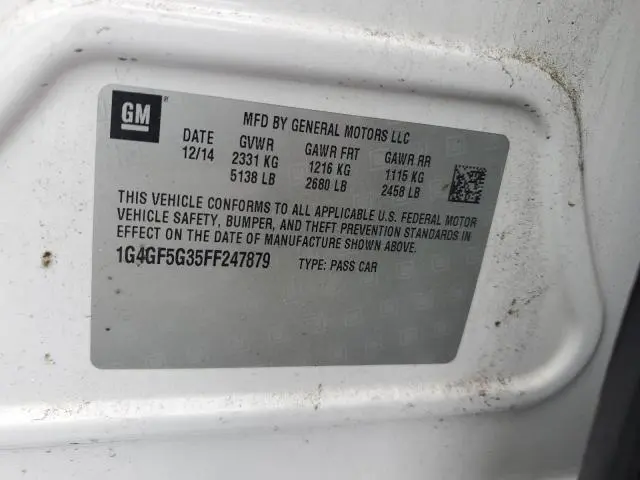 GM
MFD BY GENERAL MOTORS LLC
DATE GVWR GAWR FRT GAWR RR
12/14 2331 KG 1216 KG 1115 KG
5138 LB 2680 LB 2458 LB
THIS VEHICLE CONFORMS TO ALL APPLICABLE U.S. FEDERAL MOTOR
VEHICLE SAFETY, BUMPER, AND THEFT PREVENTION STANDARDS IN
EFFECT ON THE DATE OF MANUFACTURE SHOWN ABOVE.
1G4GF5G35FF247879 TYPE: PASS CAR